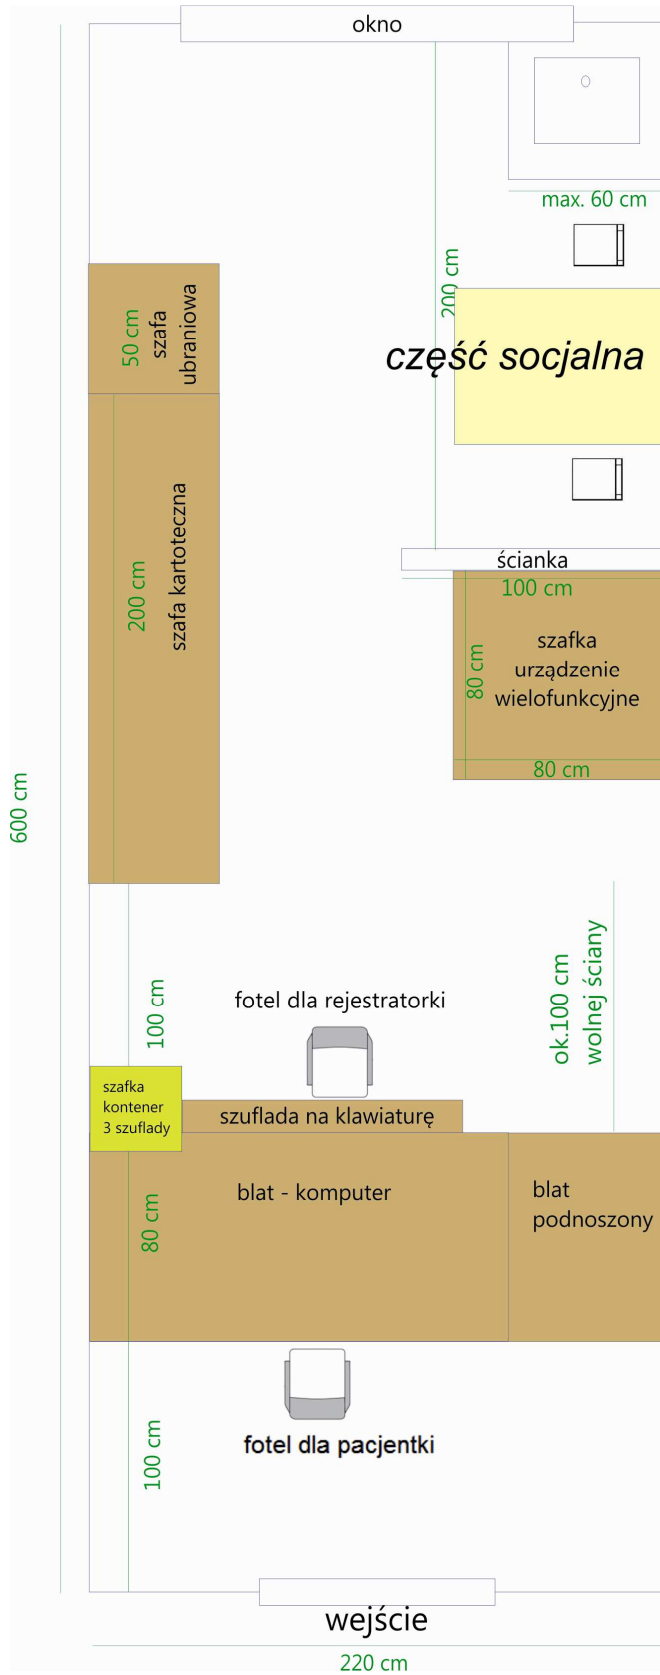 okno
max. 60 cm
200 cm
50 cm
szafa
ubraniowa
część socjalna
200 cm
szafa kartoteczna
ścianka
100 cm
szafka
urządzenie
wielofunkcyjne
80 cm
80 cm
600 cm
ok.100 cm
wolnej ściany
100 cm
fotel dla rejestratorki
szafka
kontener
3 szuflady
szuflada na klawiaturę
blat - komputer
blat
podnoszony
80 cm
fotel dla pacjentki
100 cm
wejście
220 cm